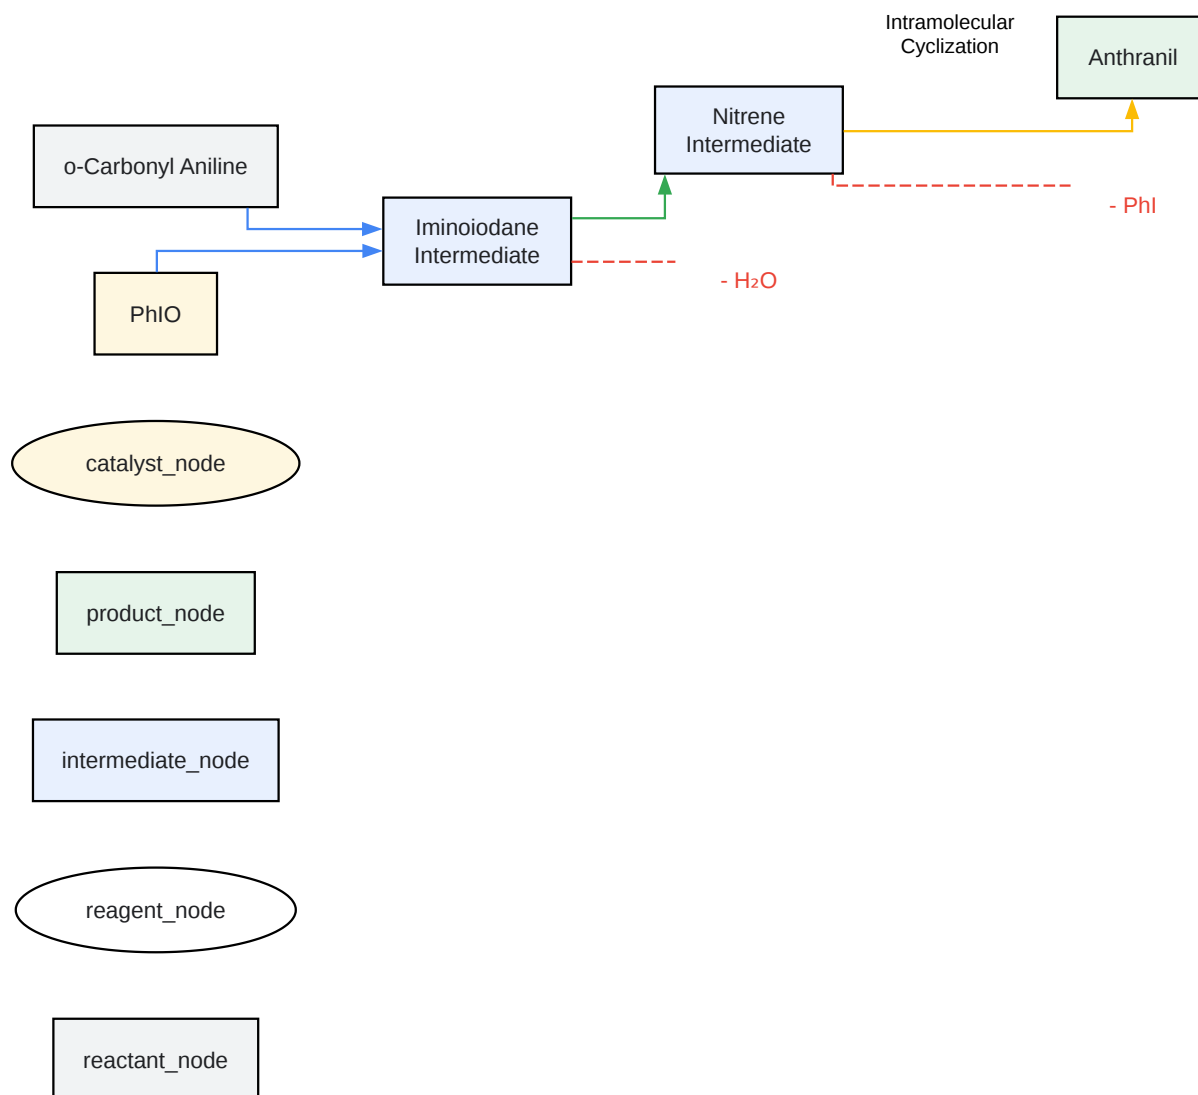 Intramolecular
Cyclization
Anthranil
Nitrene
Intermediate
o-Carbonyl Aniline
- PhI
Iminoiodane
Intermediate
- H₂O
PhIO
catalyst_node
product_node
intermediate_node
reagent_node
reactant_node